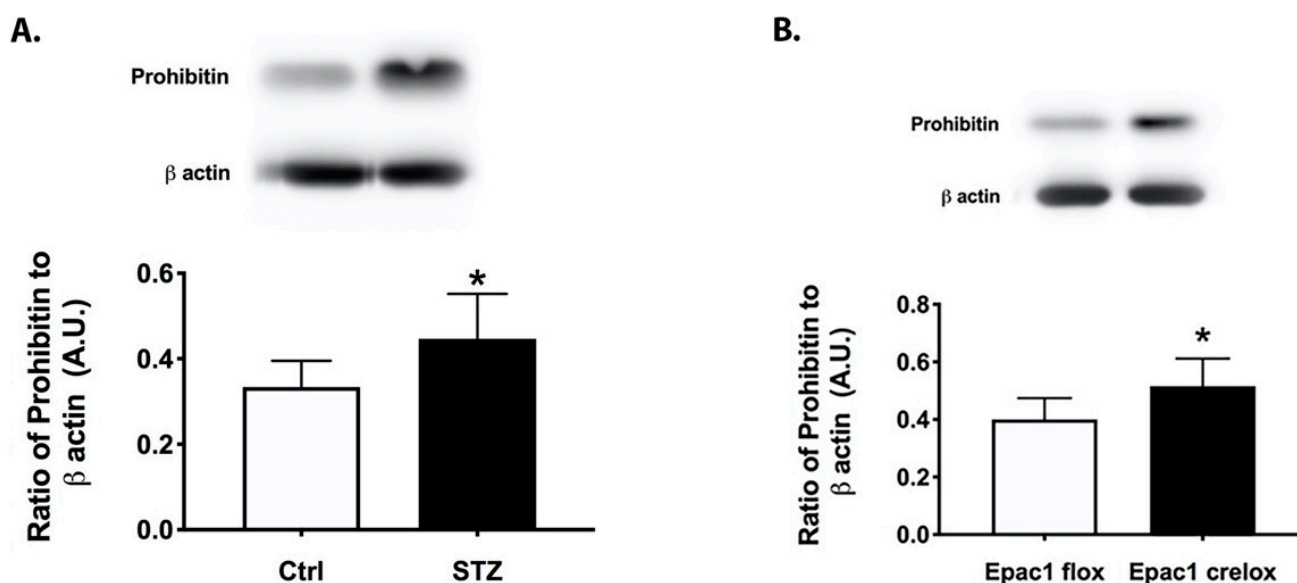 A.
Prohibitin
β actin
Ratio of Prohibitin to
β actin (A.U.)
0.6
0.4
0.2
0.0
*
Ctrl
STZ
B.
Prohibitin
β actin
Ratio of Prohibitin to
β actin (A.U.)
0.8
0.6
0.4
0.2
0.0
*
Epac1 flox
Epac1 crelox